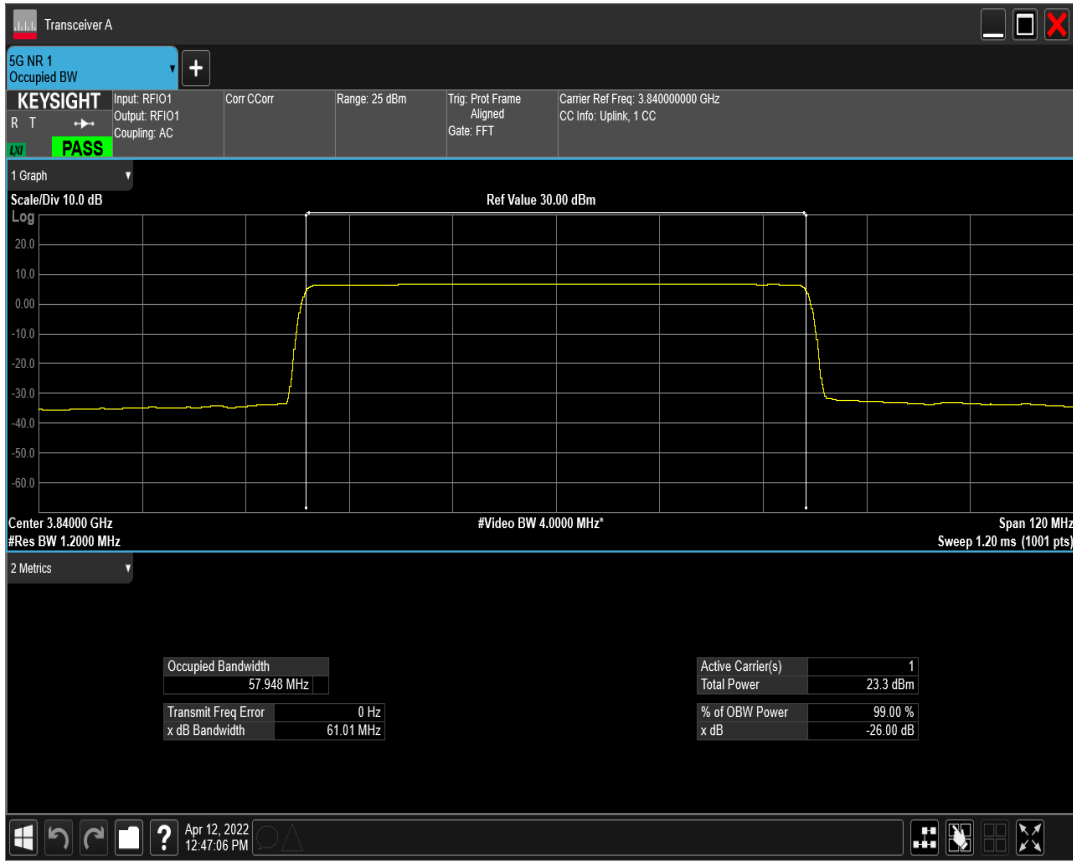 Transceiver A
5G NR 1
Occupied BW
+
KEYSIGHT
R T
LXI
PASS
Input: RFIO1
Output: RFIO1
Coupling: AC
Corr CCorr
Range: 25 dBm
Trig: Prot Frame
Aligned
Gate: FFT
Carrier Ref Freq: 3.840000000 GHz
CC Info: Uplink, 1 CC
1 Graph
Scale/Div 10.0 dB
Ref Value 30.00 dBm
Log
20.0
10.0
0.00
-10.0
-20.0
-30.0
-40.0
-50.0
-60.0
Center 3.84000 GHz
#Video BW 4.0000 MHz*
Span 120 MHz
#Res BW 1.2000 MHz
Sweep 1.20 ms (1001 pts)
2 Metrics
Occupied Bandwidth
57.948 MHz
Transmit Freq Error 0 Hz
x dB Bandwidth 61.01 MHz
Active Carrier(s) 1
Total Power 23.3 dBm
% of OBW Power 99.00 %
x dB -26.00 dB
?
Apr 12, 2022
12:47:06 PM